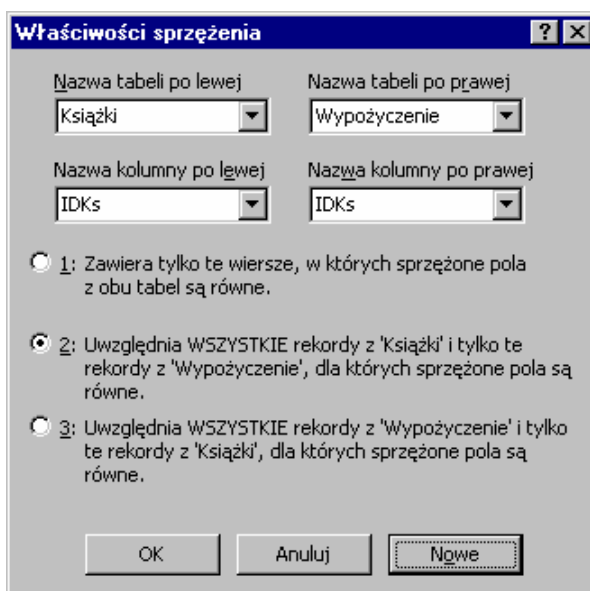 Właściwości sprzężenia
Nazwa tabeli po lewej
Nazwa tabeli po prawej
Książki
Wypożyczenie
Nazwa kolumny po lewej
Nazwa kolumny po prawej
IDKs
IDKs
1: Zawiera tylko te wiersze, w których sprzężone pola
z obu tabel są równe.
2: Uwzględnia WSZYSTKIE rekordy z 'Książki' i tylko te
rekordy z 'Wypożyczenie', dla których sprzężone pola są
równe.
3: Uwzględnia WSZYSTKIE rekordy z 'Wypożyczenie' i tylko
te rekordy z 'Książki', dla których sprzężone pola są
równe.
OK
Anuluj
Nowe